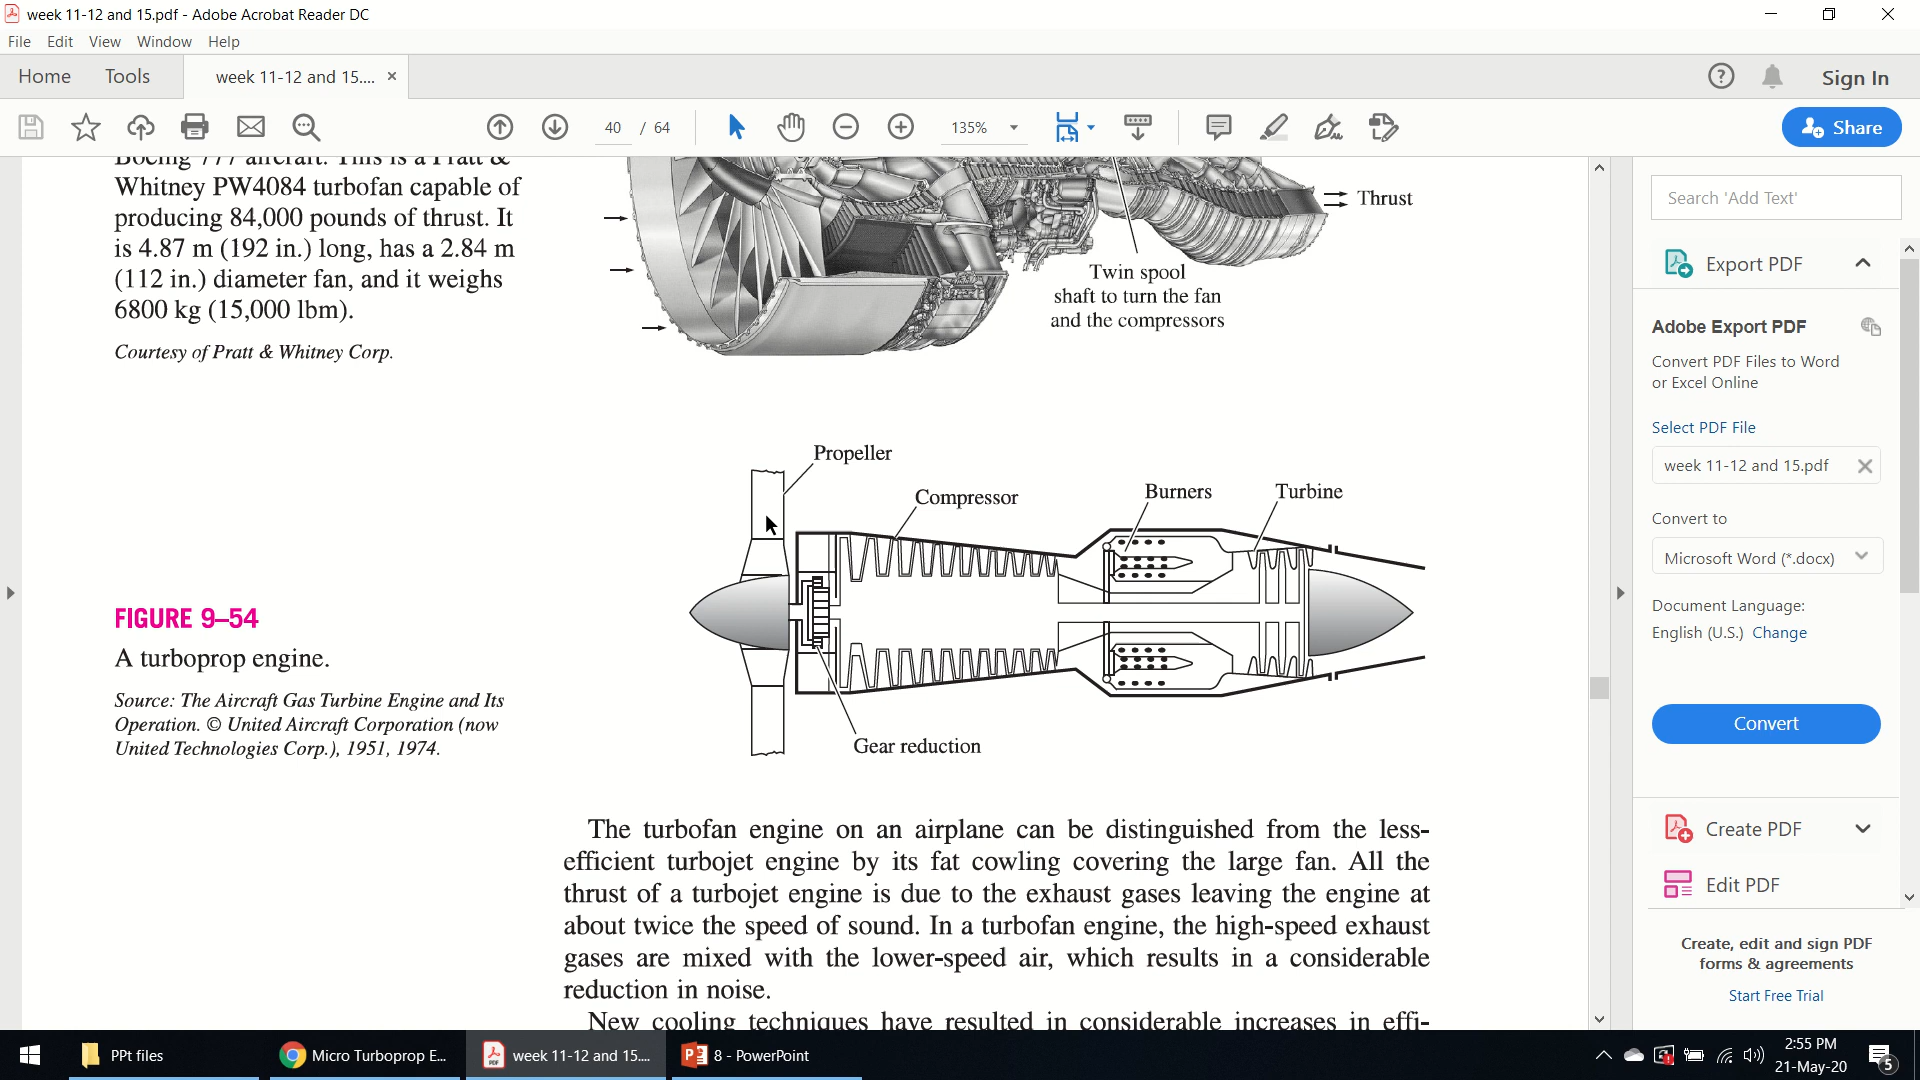 week 11-12 and 15.pdf - Adobe Acrobat Reader DC
File Edit View Window Help
Home Tools week 11-12 and 15.... × Sign In
40 / 64 135% Share
Boeing 777 aircraft. This is a Pratt &
Whitney PW4084 turbofan capable of
producing 84,000 pounds of thrust. It
is 4.87 m (192 in.) long, has a 2.84 m
(112 in.) diameter fan, and it weighs
6800 kg (15,000 lbm).
Courtesy of Pratt & Whitney Corp.
Thrust
Twin spool
shaft to turn the fan
and the compressors
Propeller
Compressor
Burners
Turbine
Gear reduction
FIGURE 9–54
A turboprop engine.
Source: The Aircraft Gas Turbine Engine and Its
Operation. © United Aircraft Corporation (now
United Technologies Corp.), 1951, 1974.
The turbofan engine on an airplane can be distinguished from the less-
efficient turbojet engine by its fat cowling covering the large fan. All the
thrust of a turbojet engine is due to the exhaust gases leaving the engine at
about twice the speed of sound. In a turbofan engine, the high-speed exhaust
gases are mixed with the lower-speed air, which results in a considerable
reduction in noise.
New cooling techniques have resulted in considerable increases in effi-
Search 'Add Text'
Export PDF
Adobe Export PDF
Convert PDF Files to Word
or Excel Online
Select PDF File
week 11-12 and 15.pdf
Convert to
Microsoft Word (*.docx)
Document Language:
English (U.S.) Change
Convert
Create PDF
Edit PDF
Create, edit and sign PDF
forms & agreements
Start Free Trial
PPt files
Micro Turboprop E...
week 11-12 and 15....
8 - PowerPoint
2:55 PM
21-May-20
5